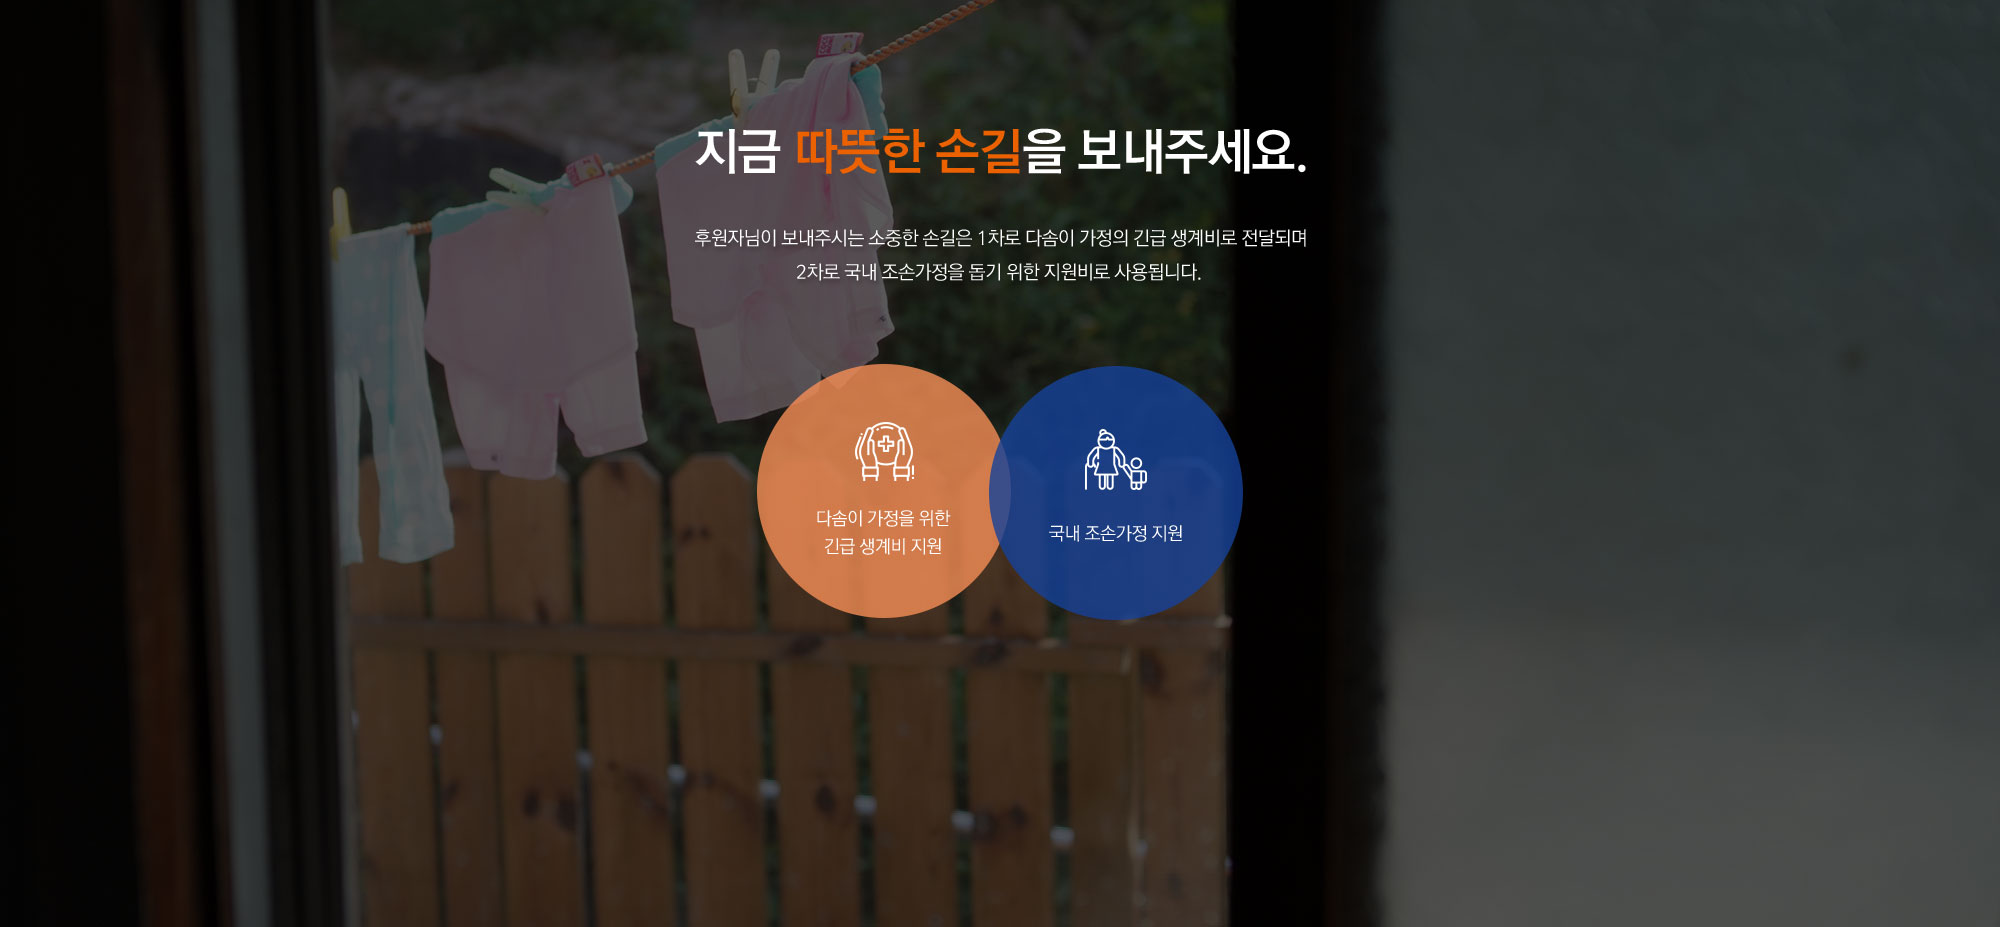 지금 따뜻한 손길을 보내주세요.
후원자님이 보내주시는 소중한 손길은 1차로 다솜이 가정의 긴급 생계비로 전달되며
2차로 국내 조손가정을 돕기 위한 지원비로 사용됩니다.
다솜이 가정을 위한
긴급 생계비 지원
국내 조손가정 지원